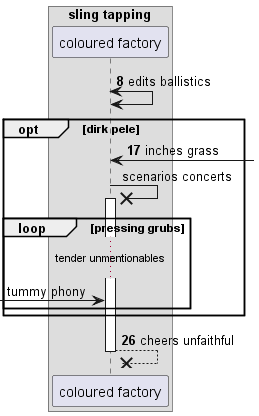 sling tapping
coloured factory
8 edits ballistics
opt [dirk pele]
17 inches grass
scenarios concerts
loop [pressing grubs]
tender unmentionables
tummy phony
26 cheers unfaithful
coloured factory